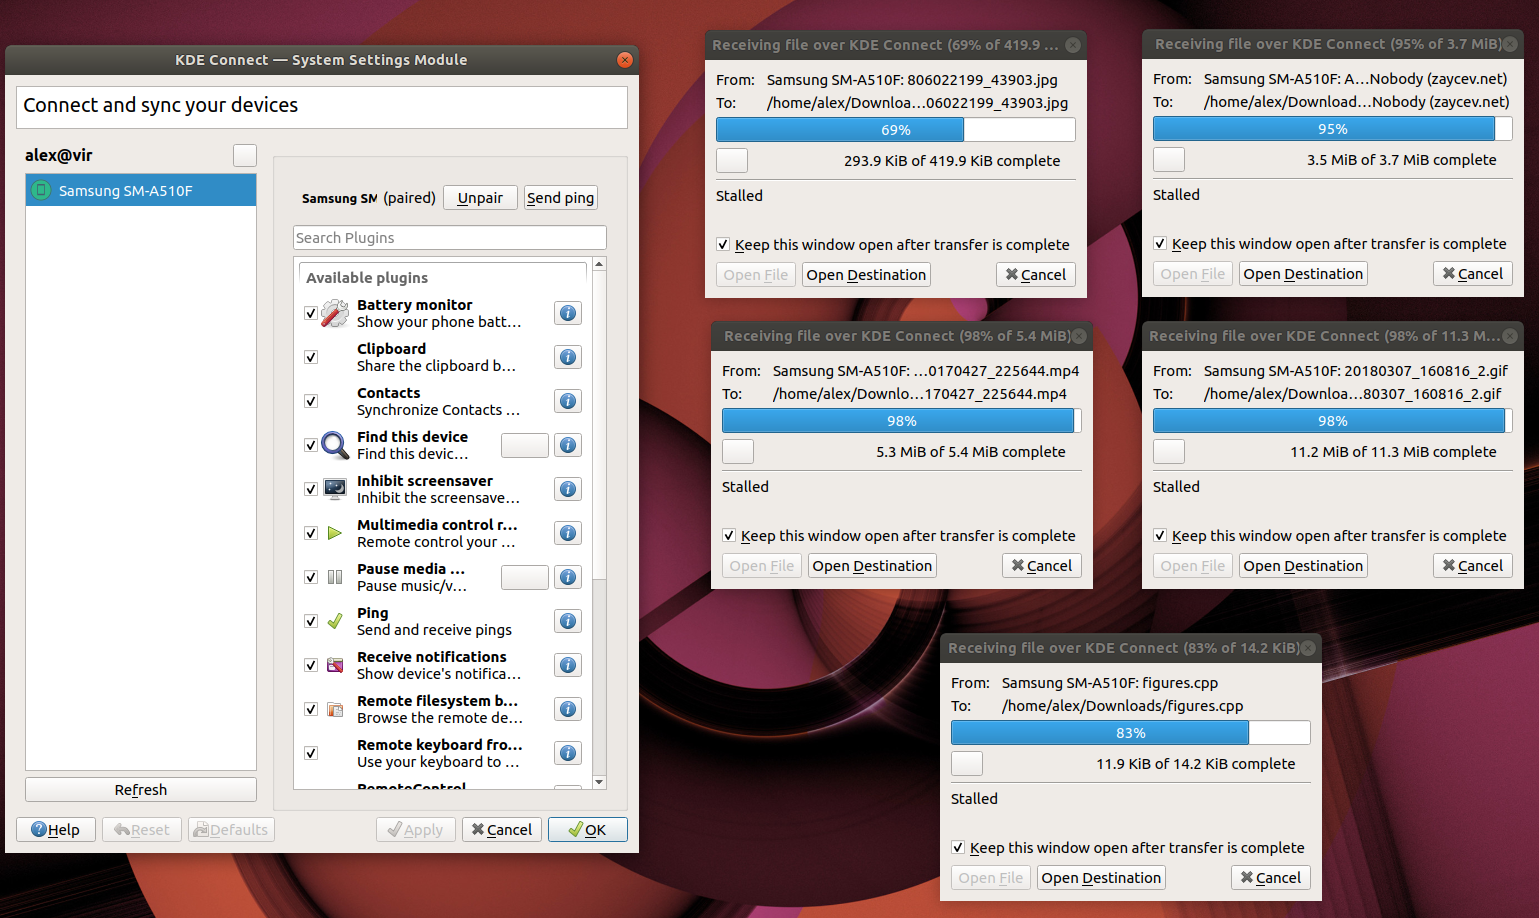 KDE Connect — System Settings Module
Connect and sync your devices
alex@vir
Samsung SM-A510F
Refresh
Samsung SM (paired) Unpair Send ping
Search Plugins
Available plugins
Battery monitor
Show your phone batt...
Clipboard
Share the clipboard b...
Contacts
Synchronize Contacts ...
Find this device
Find this devic...
Inhibit screensaver
Inhibit the screensave...
Multimedia control r...
Remote control your ...
Pause media ...
Pause music/v...
Ping
Send and receive pings
Receive notifications
Show device's notifica...
Remote filesystem b...
Browse the remote de...
Remote keyboard fro...
Use your keyboard to ...
RemoteControl
Help Reset Defaults Apply Cancel OK
Receiving file over KDE Connect (69% of 419.9 ...
From: Samsung SM-A510F: 806022199_43903.jpg
To: /home/alex/Downloa...06022199_43903.jpg
69%
293.9 KiB of 419.9 KiB complete
Stalled
Keep this window open after transfer is complete
Open File Open Destination Cancel
Receiving file over KDE Connect (95% of 3.7 MiB)
From: Samsung SM-A510F: A...Nobody (zaycev.net)
To: /home/alex/Download...Nobody (zaycev.net)
95%
3.5 MiB of 3.7 MiB complete
Stalled
Keep this window open after transfer is complete
Open File Open Destination Cancel
Receiving file over KDE Connect (98% of 5.4 MiB)
From: Samsung SM-A510F: ...0170427_225644.mp4
To: /home/alex/Downlo...170427_225644.mp4
98%
5.3 MiB of 5.4 MiB complete
Stalled
Keep this window open after transfer is complete
Open File Open Destination Cancel
Receiving file over KDE Connect (98% of 11.3 M...
From: Samsung SM-A510F: 20180307_160816_2.gif
To: /home/alex/Downloa...80307_160816_2.gif
98%
11.2 MiB of 11.3 MiB complete
Stalled
Keep this window open after transfer is complete
Open File Open Destination Cancel
Receiving file over KDE Connect (83% of 14.2 KiB)
From: Samsung SM-A510F: figures.cpp
To: /home/alex/Downloads/figures.cpp
83%
11.9 KiB of 14.2 KiB complete
Stalled
Keep this window open after transfer is complete
Open File Open Destination Cancel